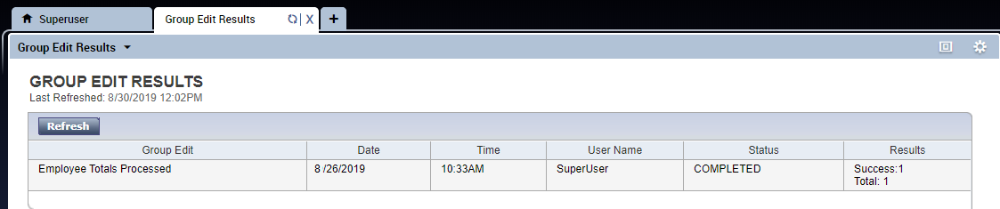 Superuser
Group Edit Results
X
+
Group Edit Results
GROUP EDIT RESULTS
Last Refreshed: 8/30/2019 12:02PM
Refresh
Group Edit Date Time User Name Status Results
Employee Totals Processed 8 /26/2019 10:33AM SuperUser COMPLETED Success:1
Total: 1